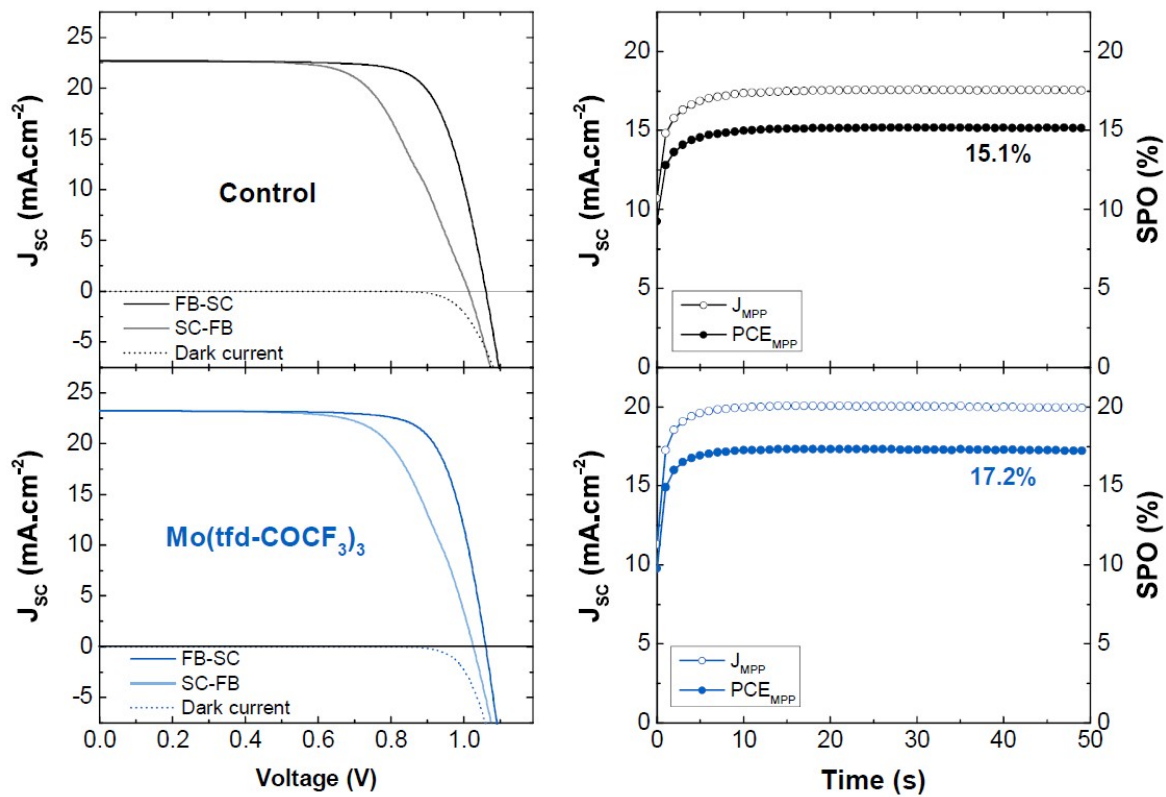 25
20
15
10
5
0
-5
J_SC (mA.cm⁻²)
Control
FB-SC
SC-FB
Dark current
20
15
10
5
0
J_SC (mA.cm⁻²)
15.1%
J_MPP
PCE_MPP
20
15
10
5
0
SPO (%)
25
20
15
10
5
0
-5
J_SC (mA.cm⁻²)
Mo(tfd-COCF₃)₃
FB-SC
SC-FB
Dark current
0.0 0.2 0.4 0.6 0.8 1.0
Voltage (V)
20
15
10
5
0
J_SC (mA.cm⁻²)
17.2%
J_MPP
PCE_MPP
20
15
10
5
0
SPO (%)
0 10 20 30 40 50
Time (s)